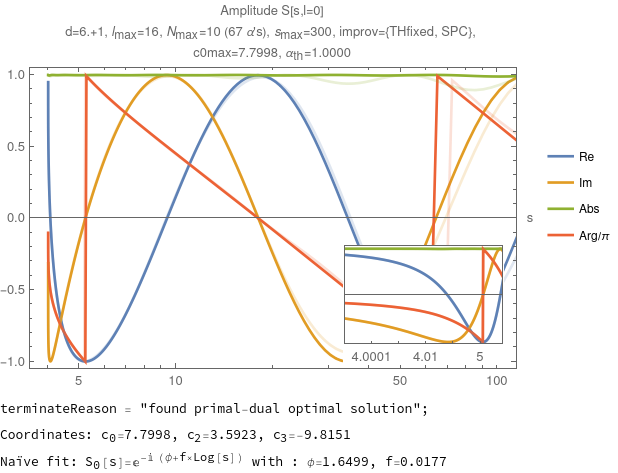 Amplitude S[s,l=0]
d=6.+1, lmax=16, Nmax=10 (67 α's), smax=300, improv={THfixed, SPC},
c0max=7.7998, αth=1.0000
1.0
0.5
0.0
-0.5
-1.0
5
10
50
100
s
4.0001
4.01
5
Re
Im
Abs
Arg/π
terminateReason = "found primal-dual optimal solution";
Coordinates: c0=7.7998, c2=3.5923, c3=-9.8151
Naïve fit: S0[s]=e^-i (ϕ+f×Log[s]) with : ϕ=1.6499, f=0.0177